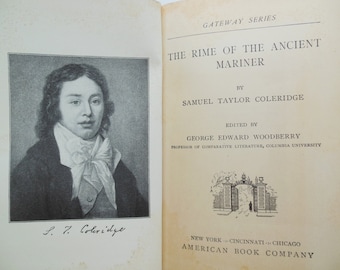 S. T. Coleridge
GATEWAY SERIES
THE RIME OF THE ANCIENT
MARINER
BY
SAMUEL TAYLOR COLERIDGE
EDITED BY
GEORGE EDWARD WOODBERRY
PROFESSOR OF COMPARATIVE LITERATURE, COLUMBIA UNIVERSITY
NEW YORK CINCINNATI CHICAGO
AMERICAN BOOK COMPANY